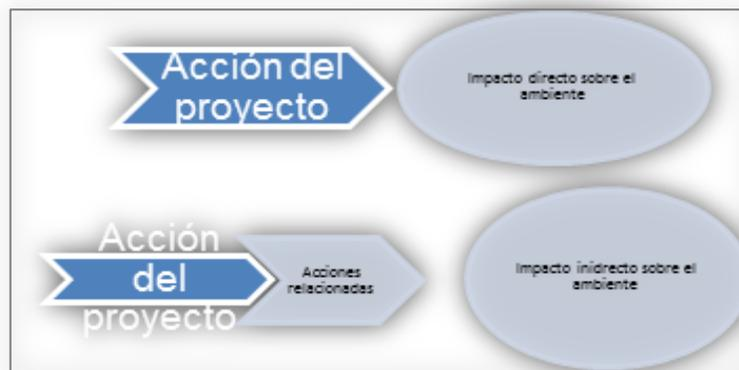 Acción del
proyecto
Impacto directo sobre el
ambiente
Acción
del
proyecto
Acciones
relacionadas
Impacto inidrecto sobre el
ambiente